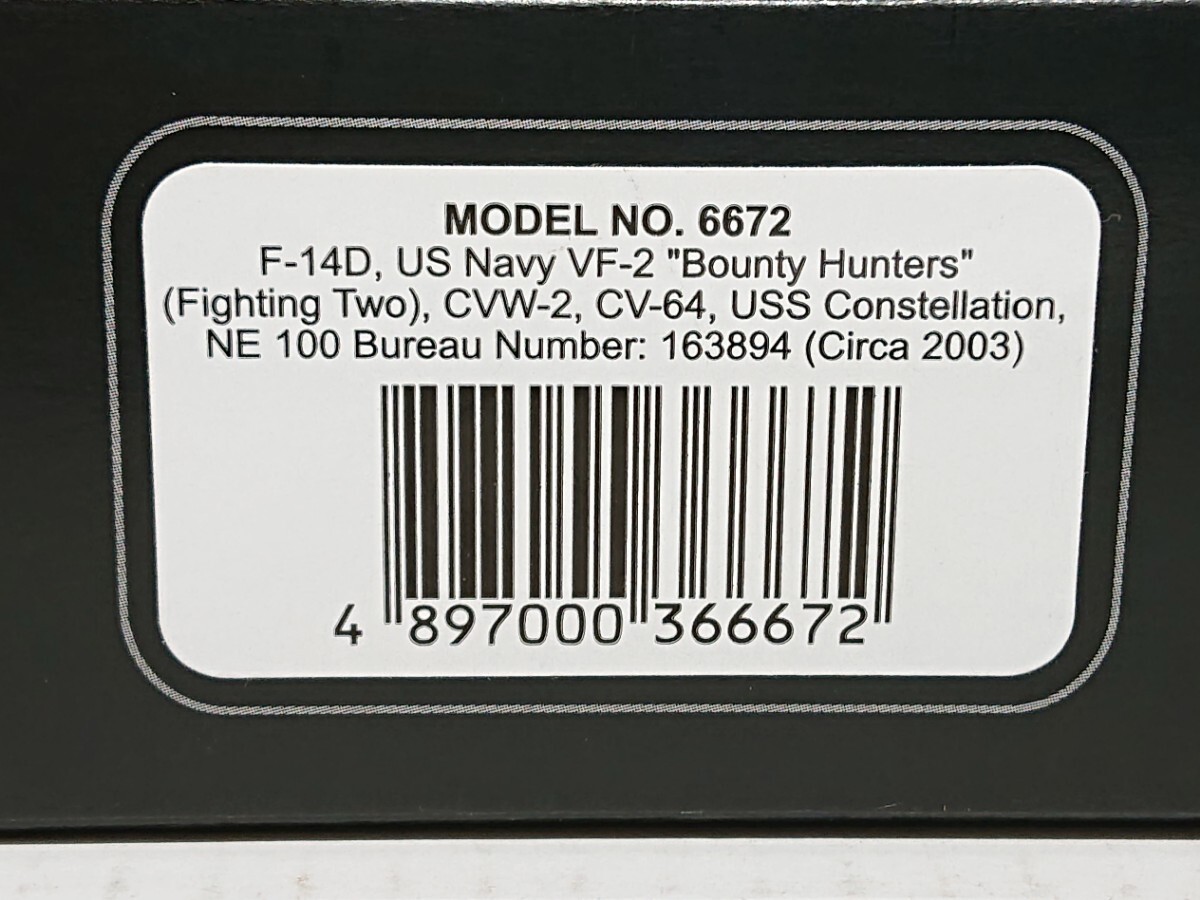 MODEL NO. 6672
F-14D, US Navy VF-2 "Bounty Hunters"
(Fighting Two), CVW-2, CV-64, USS Constellation,
NE 100 Bureau Number: 163894 (Circa 2003)
4 897000 366672